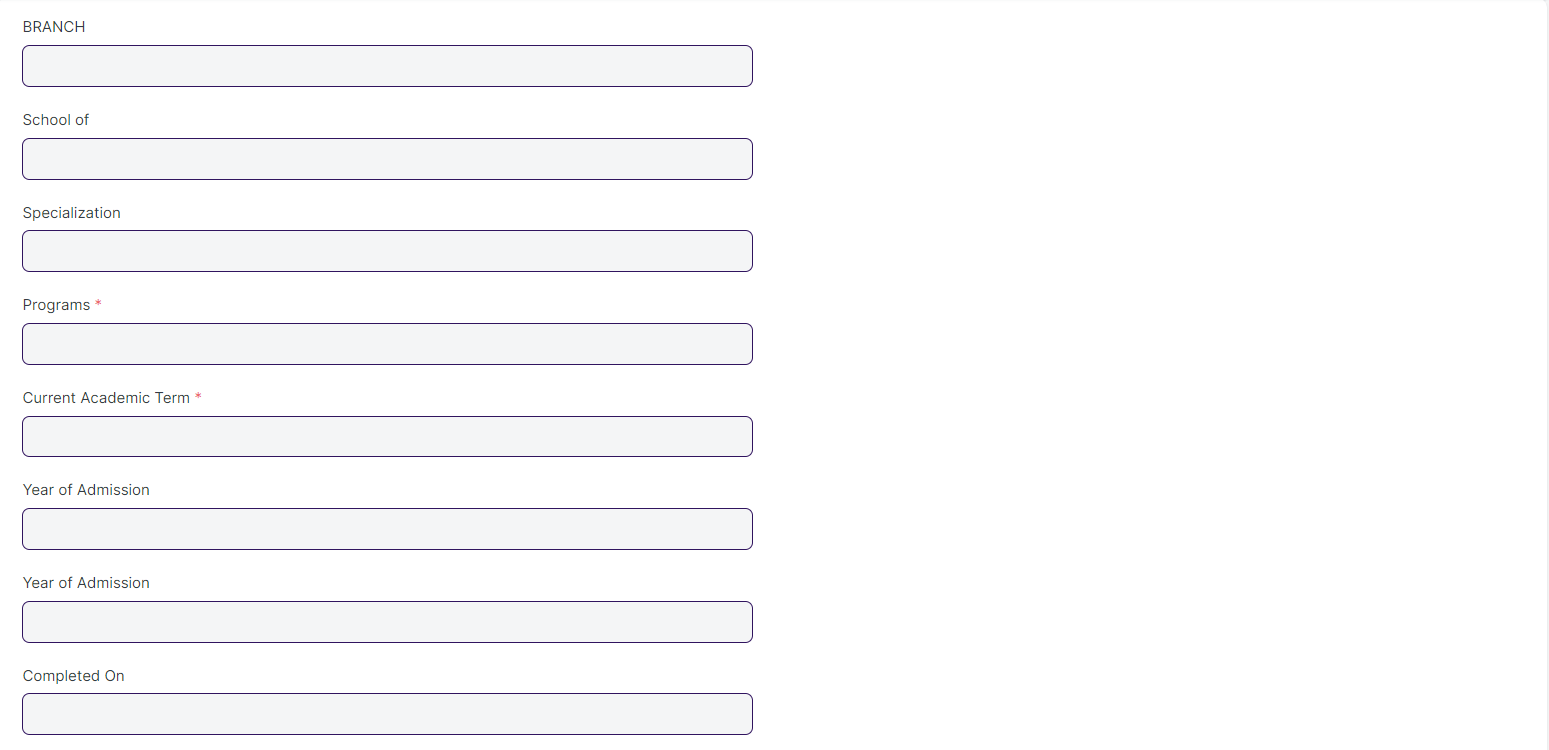 BRANCH
School of
Specialization
Programs *
Current Academic Term *
Year of Admission
Year of Admission
Completed On